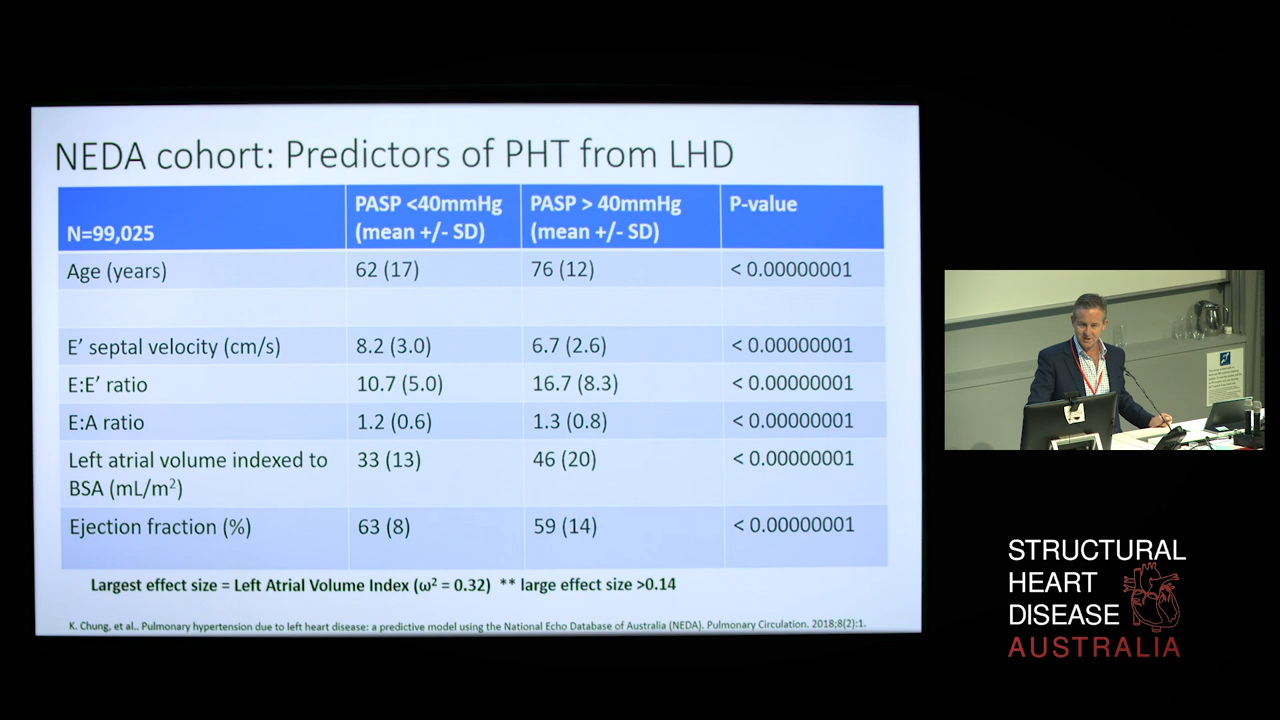 NEDA cohort: Predictors of PHT from LHD
N=99,025
PASP <40mmHg
(mean +/- SD)
PASP > 40mmHg
(mean +/- SD)
P-value
Age (years) 62 (17) 76 (12) < 0.00000001
E’ septal velocity (cm/s) 8.2 (3.0) 6.7 (2.6) < 0.00000001
E:E’ ratio 10.7 (5.0) 16.7 (8.3) < 0.00000001
E:A ratio 1.2 (0.6) 1.3 (0.8) < 0.00000001
Left atrial volume indexed to 33 (13) 46 (20) < 0.00000001
BSA (mL/m²)
Ejection fraction (%) 63 (8) 59 (14) < 0.00000001
Largest effect size = Left Atrial Volume Index (ω² = 0.32) ** large effect size >0.14
K. Chung, et al.. Pulmonary hypertension due to left heart disease: a predictive model using the National Echo Database of Australia (NEDA). Pulmonary Circulation. 2018;8(2):1.
STRUCTURAL
HEART
DISEASE
AUSTRALIA